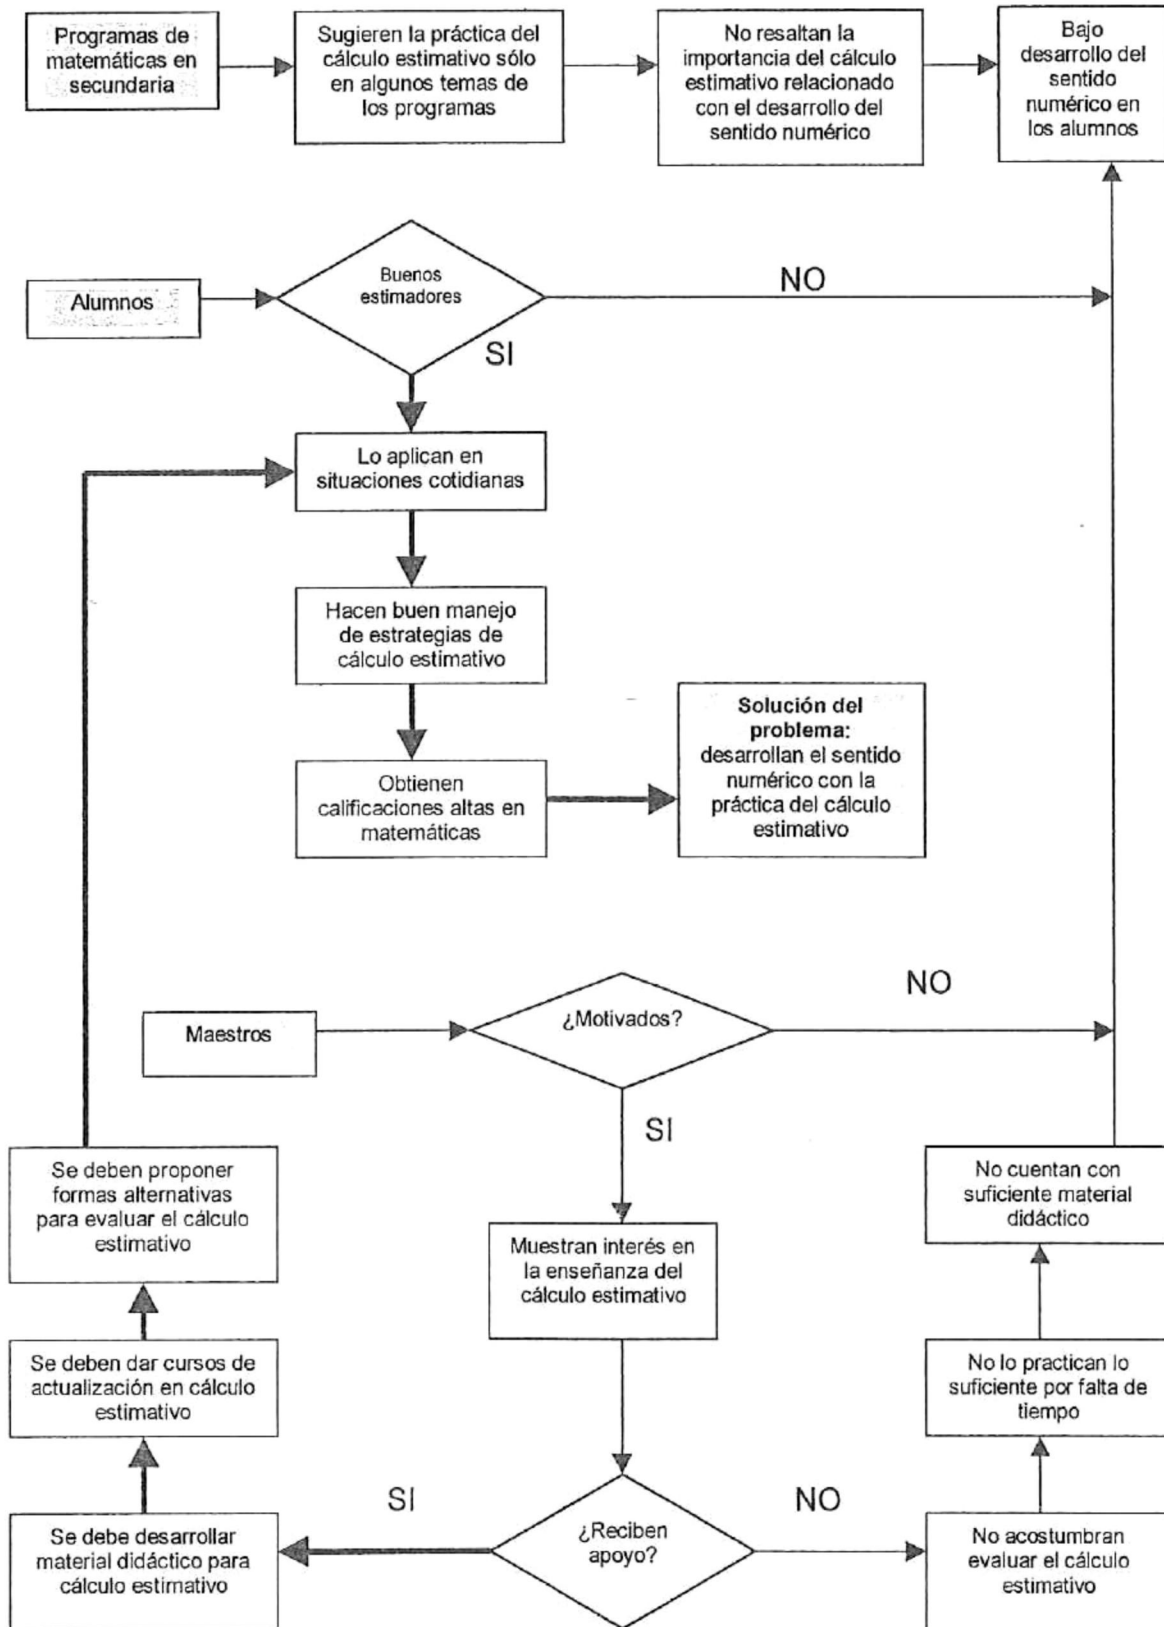 Programas de
matemáticas en
secundaria
Sugieren la práctica del
cálculo estimativo sólo
en algunos temas de
los programas
No resaltan la
importancia del cálculo
estimativo relacionado
con el desarrollo del
sentido numérico
Bajo
desarrollo del
sentido
numérico en
los alumnos
Alumnos
Buenos
estimadores
NO
SI
Lo aplican en
situaciones cotidianas
Hacen buen manejo
de estrategias de
cálculo estimativo
Obtienen
calificaciones altas en
matemáticas
Solución del
problema:
desarrollan el sentido
numérico con la
práctica del cálculo
estimativo
Maestros
¿Motivados?
NO
SI
Se deben proponer
formas alternativas
para evaluar el cálculo
estimativo
Muestran interés en
la enseñanza del
cálculo estimativo
No cuentan con
suficiente material
didáctico
Se deben dar cursos de
actualización en cálculo
estimativo
No lo practican lo
suficiente por falta de
tiempo
Se debe desarrollar
material didáctico para
cálculo estimativo
SI
¿Reciben
apoyo?
NO
No acostumbran
evaluar el cálculo
estimativo